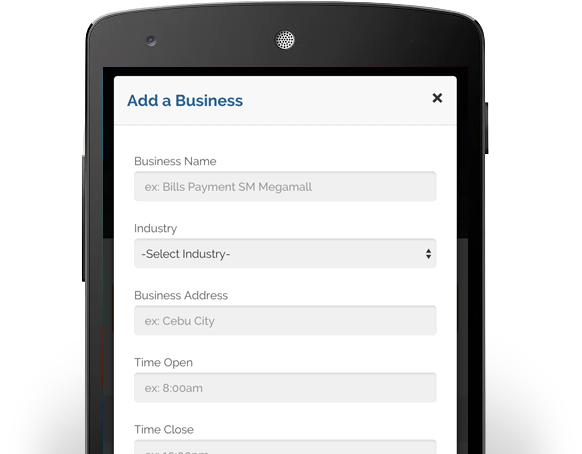 Add a Business
Business Name
ex: Bills Payment SM Megamall
Industry
-Select Industry-
Business Address
ex: Cebu City
Time Open
ex: 8:00am
Time Close